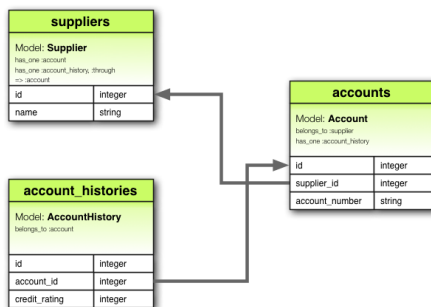 suppliers
Model: Supplier
has_one :account
has_one :account_history, :through
=> :account
id integer
name string
accounts
Model: Account
belongs_to :supplier
has_one :account_history
id integer
supplier_id integer
account_number string
account_histories
Model: AccountHistory
belongs_to :account
id integer
account_id integer
credit_rating integer